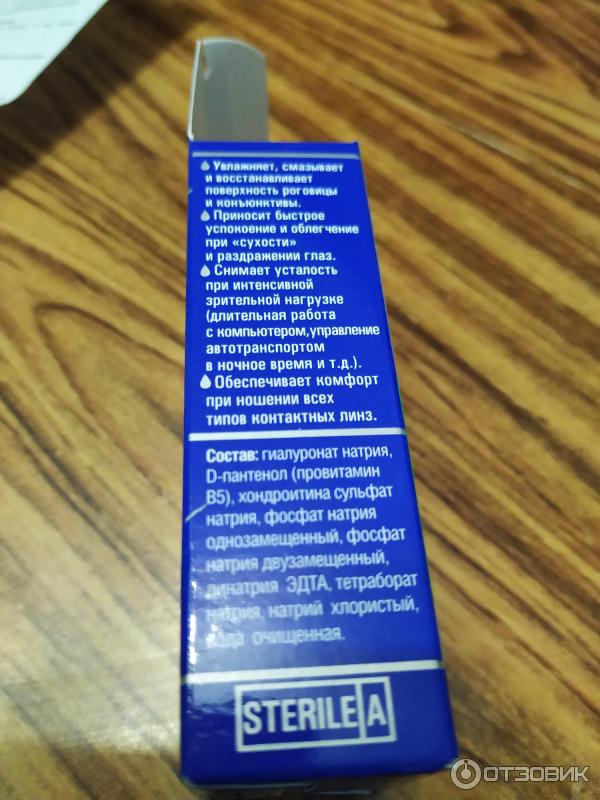 Увлажняет, смазывает
и восстанавливает
поверхность роговицы
и конъюнктивы.
Приносит быстрое
успокоение и облегчение
при «сухости»
и раздражении глаз.
Снимает усталость
при интенсивной
зрительной нагрузке
(длительная работа
с компьютером,управление
автотранспортом
в ночное время и т.д.).
Обеспечивает комфорт
при ношении всех
типов контактных линз.
Состав: гиалуронат натрия,
D-пантенол (провитамин
B5), хондроитина сульфат
натрия, фосфат натрия
однозамещенный, фосфат
натрия двузамещенный,
динатрия ЭДТА, тетраборат
натрия, натрий хлористый,
вода очищенная.
STERILE A
ОТЗОВИК